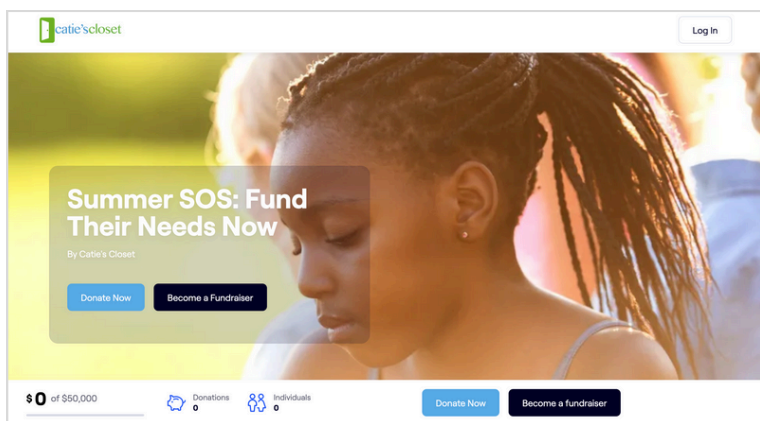 catie'scloset
Log In
Summer SOS: Fund
Their Needs Now
By Catie's Closet
Donate Now
Become a Fundraiser
$ 0 of $50,000
Donations
0
Individuals
0
Donate Now
Become a fundraiser